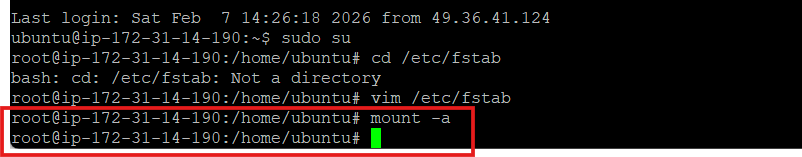 Last login: Sat Feb  7 14:26:18 2026 from 49.36.41.124
ubuntu@ip-172-31-14-190:~$ sudo su
root@ip-172-31-14-190:/home/ubuntu# cd /etc/fstab
bash: cd: /etc/fstab: Not a directory
root@ip-172-31-14-190:/home/ubuntu# vim /etc/fstab
root@ip-172-31-14-190:/home/ubuntu# mount -a
root@ip-172-31-14-190:/home/ubuntu#